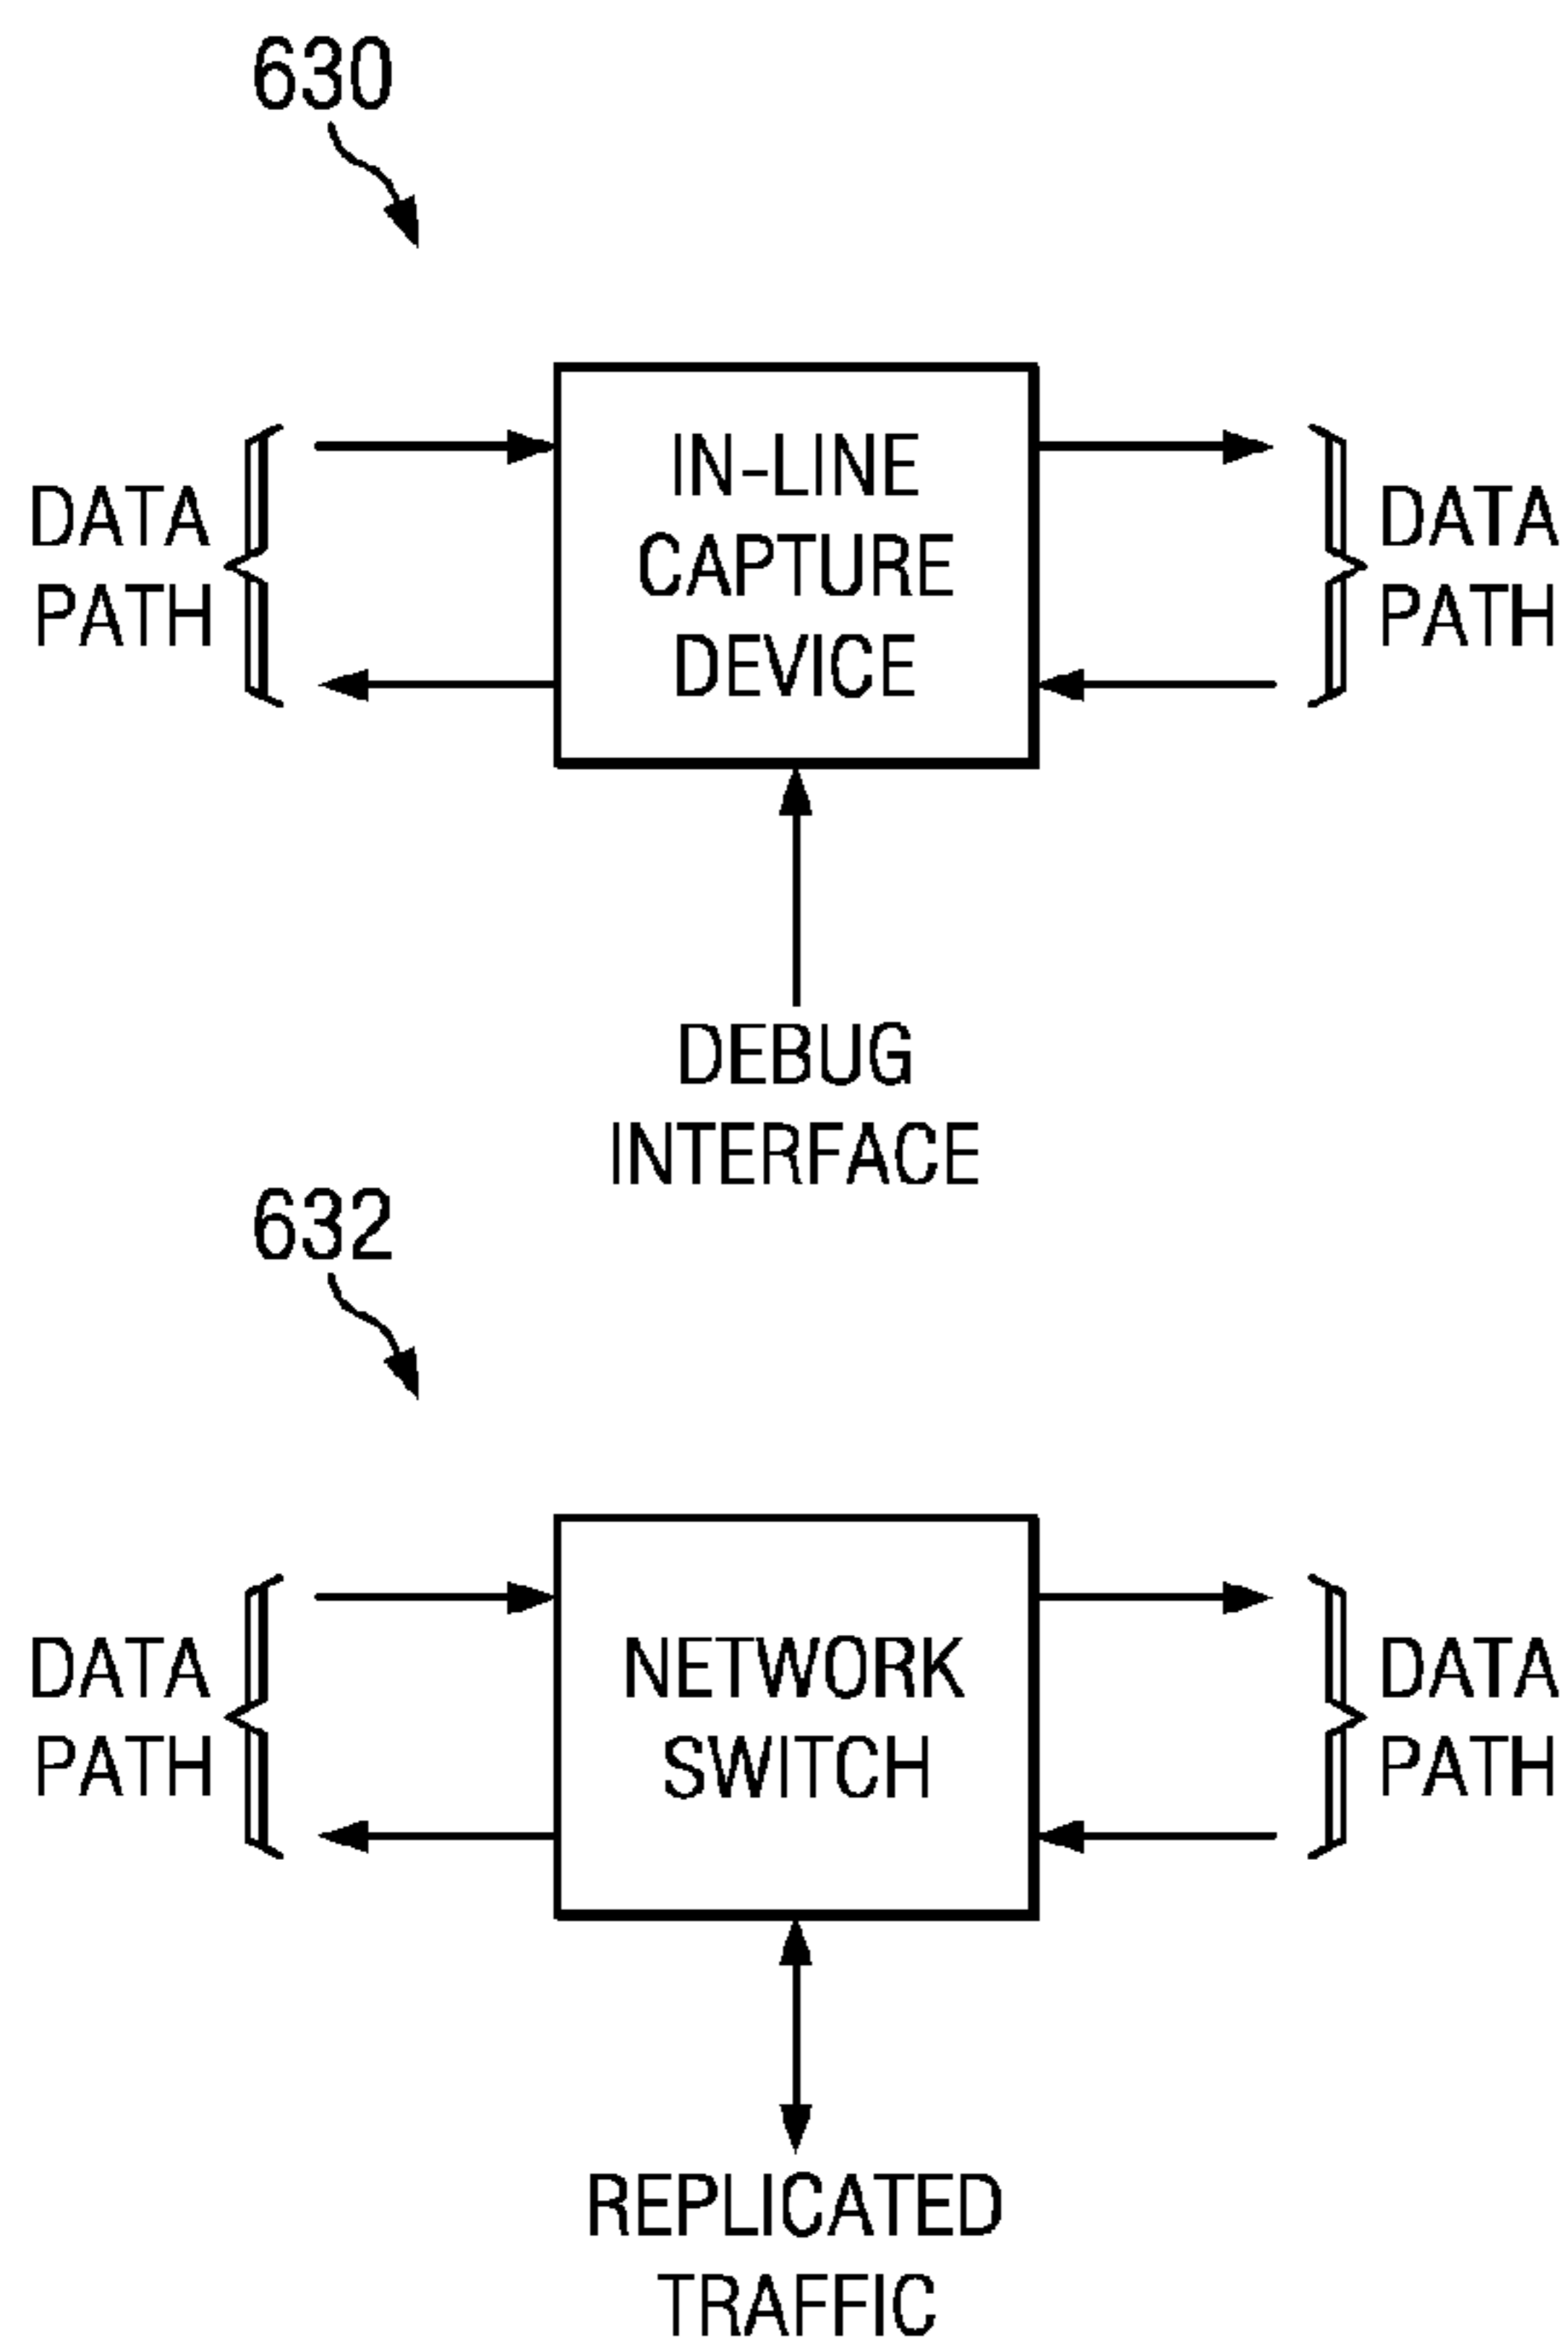 630
IN-LINE
CAPTURE
DEVICE
DATA
PATH
DATA
PATH
DEBUG
INTERFACE
632
NETWORK
SWITCH
DATA
PATH
DATA
PATH
REPLICATED
TRAFFIC